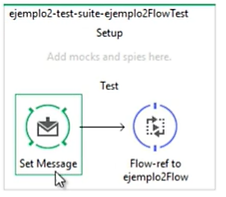 ejemplo2-test-suite-ejemplo2FlowTest
Setup
Add mocks and spies here.
Test
Set Message
Flow-ref to
ejemplo2Flow